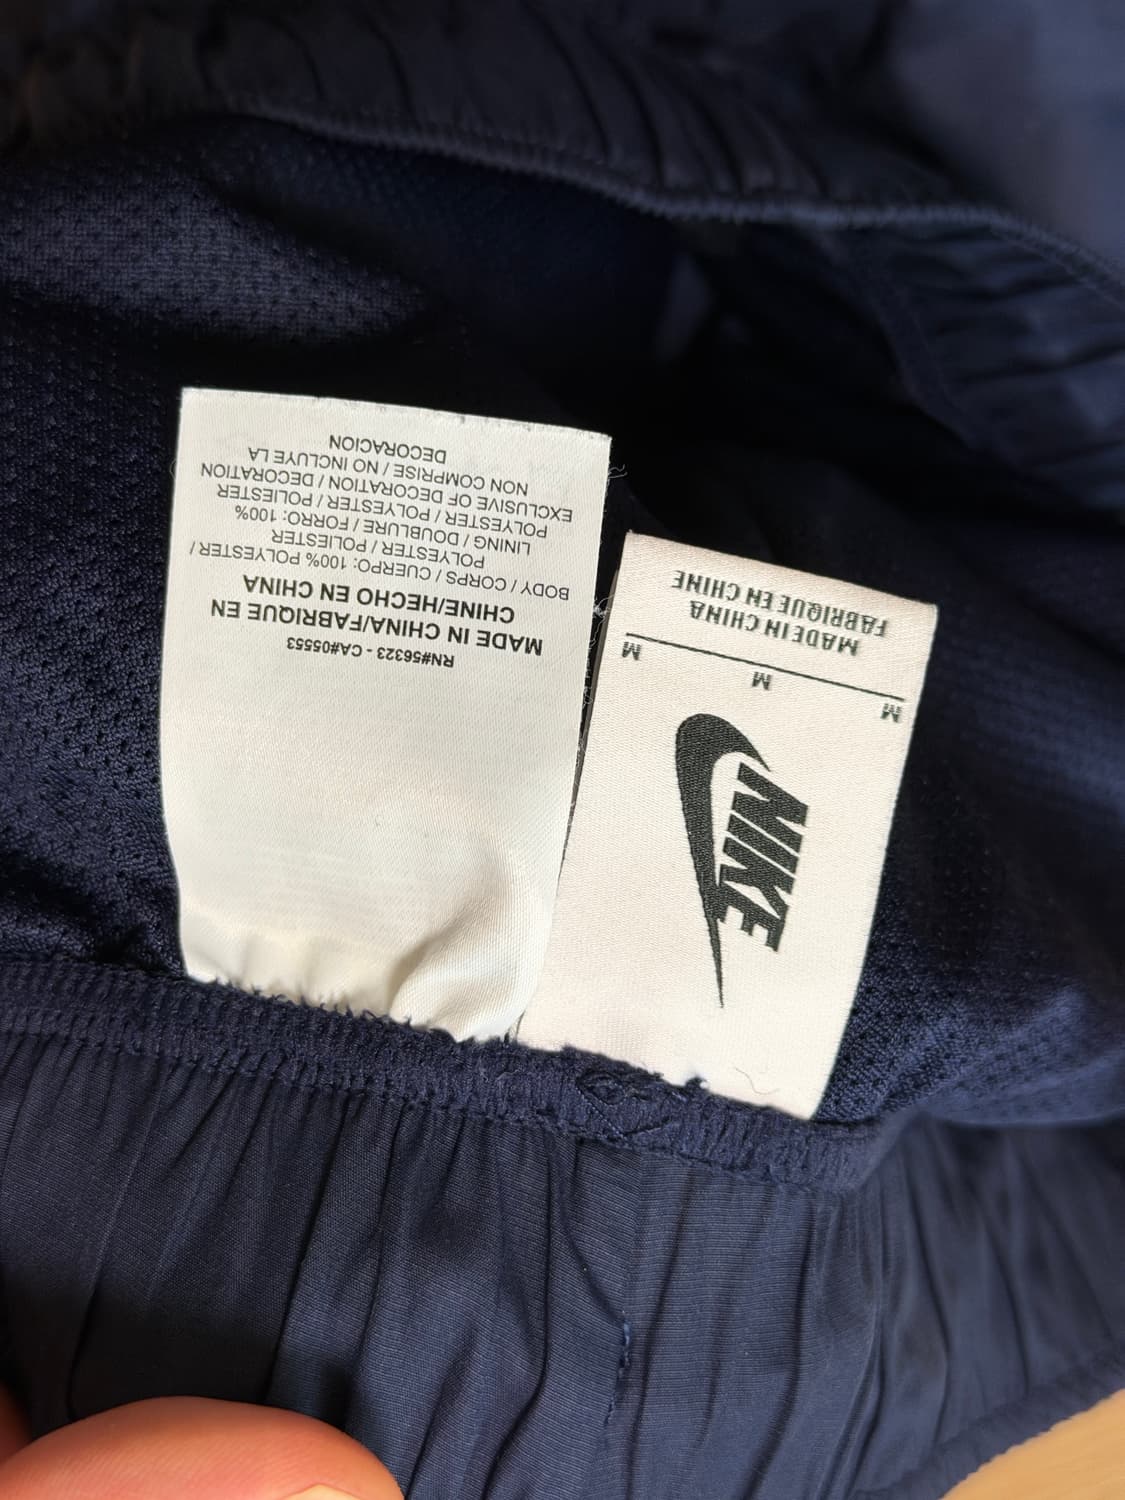 RN#56323 - CA#05553
MADE IN CHINA/FABRIQUE EN
CHINE/HECHO EN CHINA
BODY / CORPS / CUERPO: 100% POLYESTER /
POLYESTER / POLIESTER
LINING / DOUBLURE / FORRO: 100%
POLYESTER / POLYESTER / POLIESTER
EXCLUSIVE OF DECORATION / DECORATION
NON COMPRISE / NO INCLUYE LA
DECORACION
NIKE
M
M
M
MADE IN CHINA
FABRIQUE EN CHINE